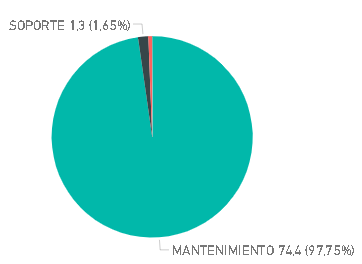 SOPORTE 1,3 (1,65%)
MANTENIMIENTO 74,4 (97,75%)